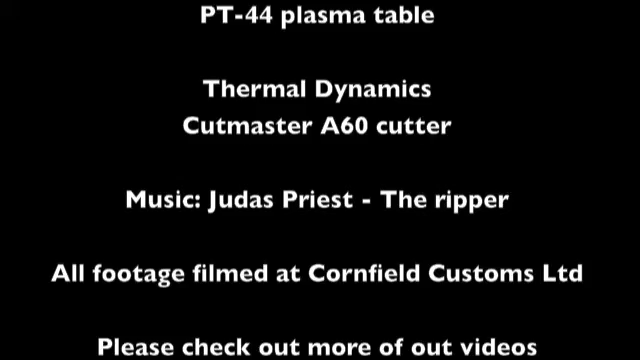 PT-44 plasma table
Thermal Dynamics
Cutmaster A60 cutter
Music: Judas Priest - The ripper
All footage filmed at Cornfield Customs Ltd
Please check out more of out videos